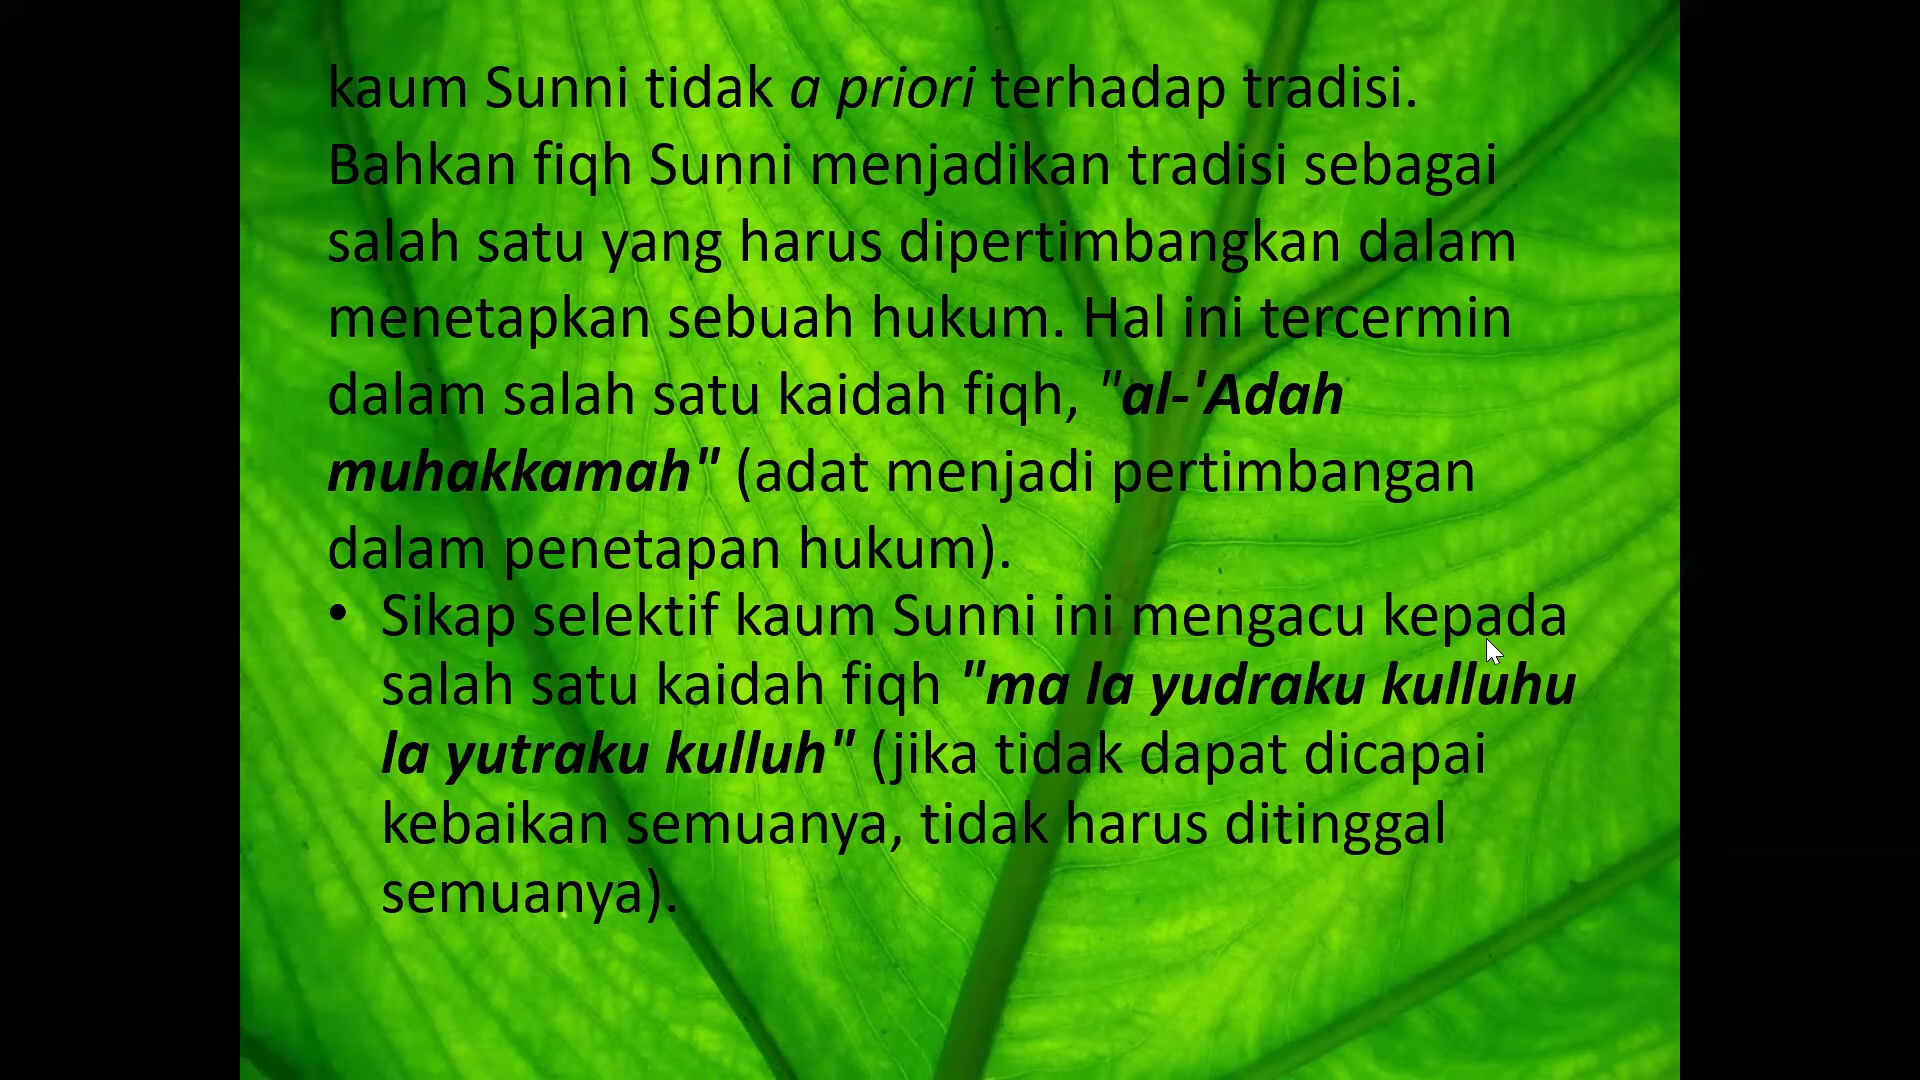 kaum Sunni tidak a priori terhadap tradisi.
Bahkan fiqh Sunni menjadikan tradisi sebagai
salah satu yang harus dipertimbangkan dalam
menetapkan sebuah hukum. Hal ini tercermin
dalam salah satu kaidah fiqh, "al-'Adah
muhakkamah" (adat menjadi pertimbangan
dalam penetapan hukum).
• Sikap selektif kaum Sunni ini mengacu kepada
salah satu kaidah fiqh "ma la yudraku kulluhu
la yutraku kulluh" (jika tidak dapat dicapai
kebaikan semuanya, tidak harus ditinggal
semuanya).